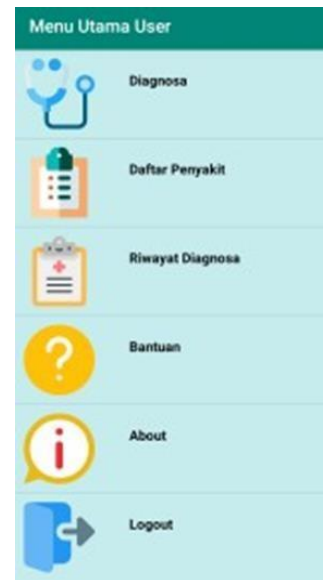 Menu Utama User
Diagnosa
Daftar Penyakit
Riwayat Diagnosa
Bantuan
About
Logout